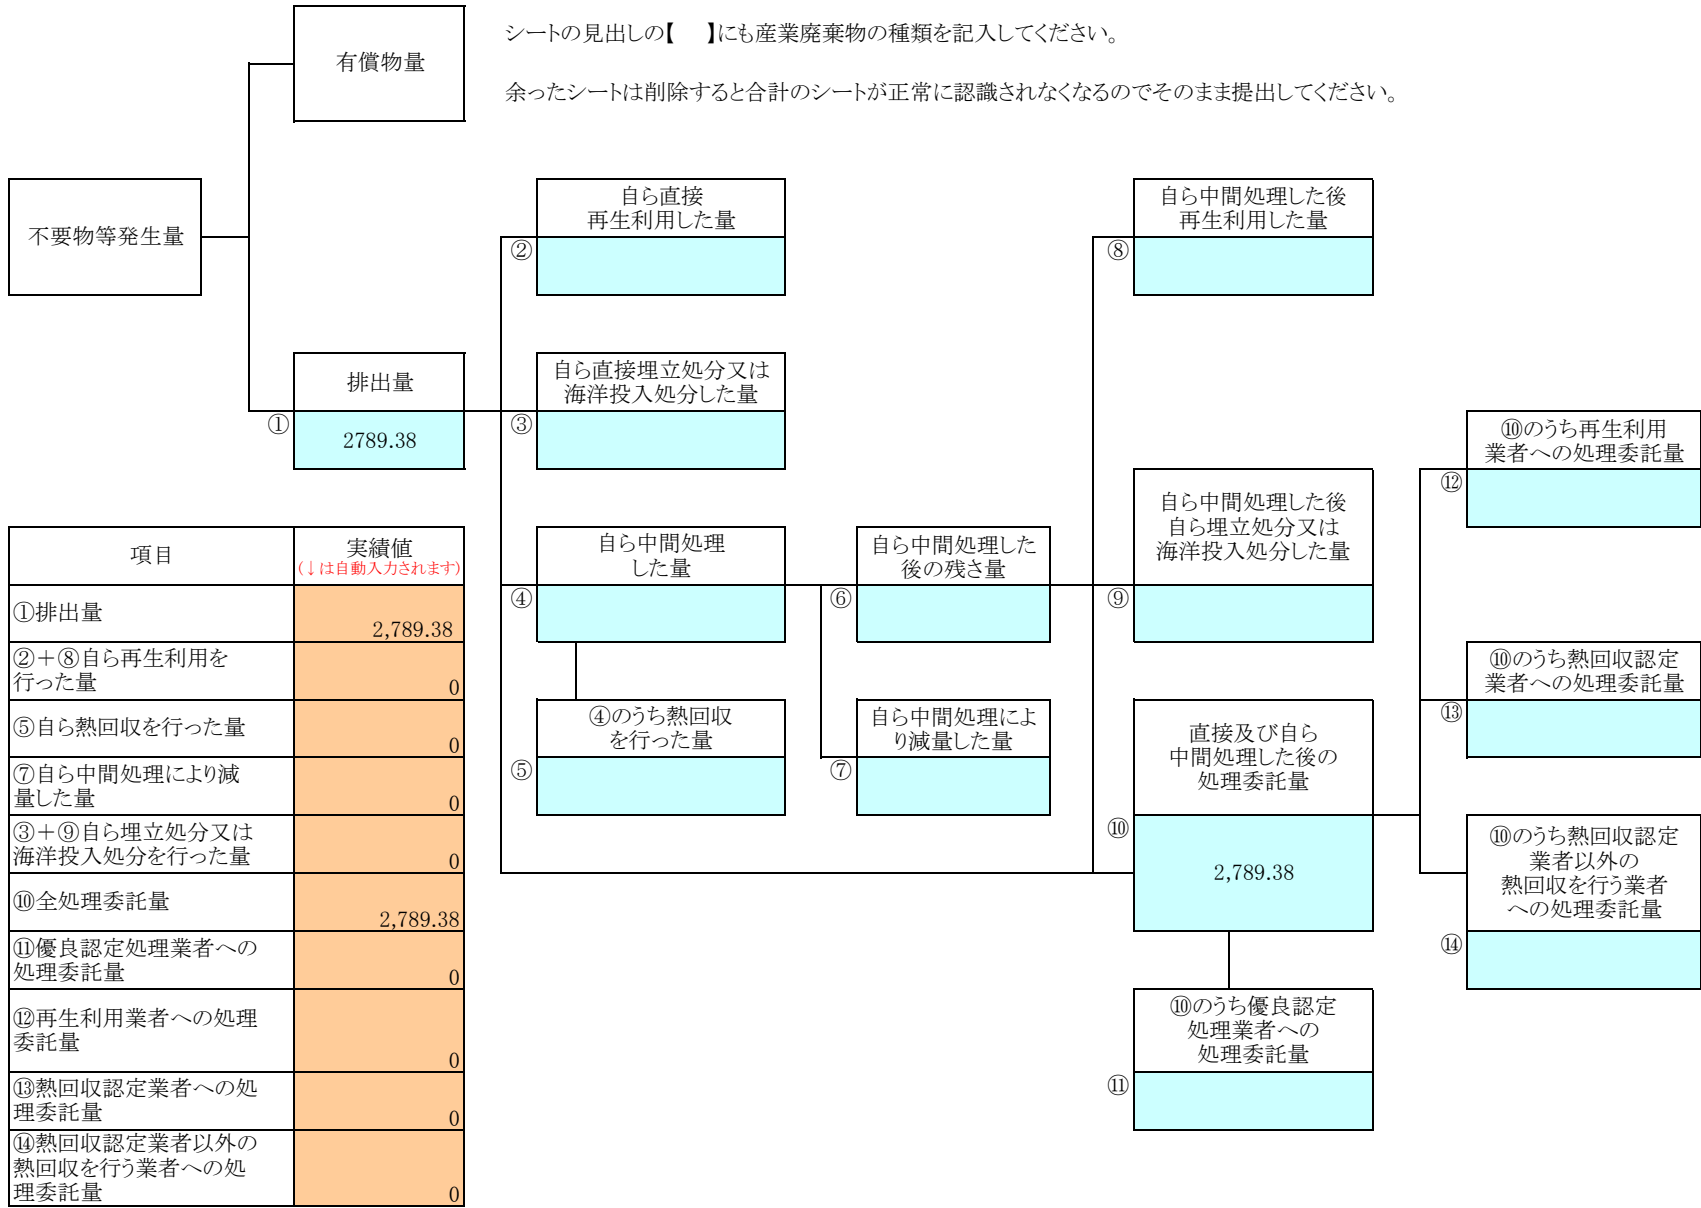 シートの見出しの【　】にも産業廃棄物の種類を記入してください。
有償物量
余ったシートは削除すると合計のシートが正常に認識されなくなるのでそのまま提出してください。
不要物等発生量
自ら直接
再生利用した量
②
自ら中間処理した後
再生利用した量
⑧
排出量
①
2789.38
自ら直接埋立処分又は
海洋投入処分した量
③
⑩のうち再生利用
業者への処理委託量
⑫
自ら中間処理した後
自ら埋立処分又は
海洋投入処分した量
⑨
自ら中間処理
した量
④
自ら中間処理した
後の残さ量
⑥
④のうち熱回収
を行った量
⑤
自ら中間処理によ
り減量した量
⑦
直接及び自ら
中間処理した後の
処理委託量
⑩
2,789.38
⑩のうち熱回収認定
業者への処理委託量
⑬
⑩のうち熱回収認定
業者以外の
熱回収を行う業者
への処理委託量
⑭
⑩のうち優良認定
処理業者への
処理委託量
⑪
項目
実績値
(↓は自動入力されます)
①排出量
2,789.38
②＋⑧自ら再生利用を
行った量
0
⑤自ら熱回収を行った量
0
⑦自ら中間処理により減
量した量
0
③＋⑨自ら埋立処分又は
海洋投入処分を行った量
0
⑩全処理委託量
2,789.38
⑪優良認定処理業者への
処理委託量
0
⑫再生利用業者への処理
委託量
0
⑬熱回収認定業者への処
理委託量
0
⑭熱回収認定業者以外の
熱回収を行う業者への処
理委託量
0